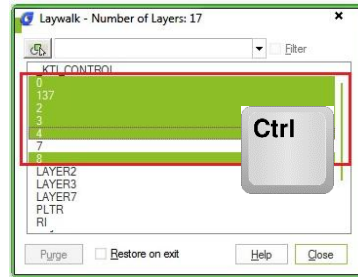 Laywalk - Number of Layers: 17
Filter
_KTI_CONTROL
0
137
2
3
4
7
8
LAYER2
LAYER3
LAYER7
PLTR
RI
Ctrl
Purge Restore on exit Help Close